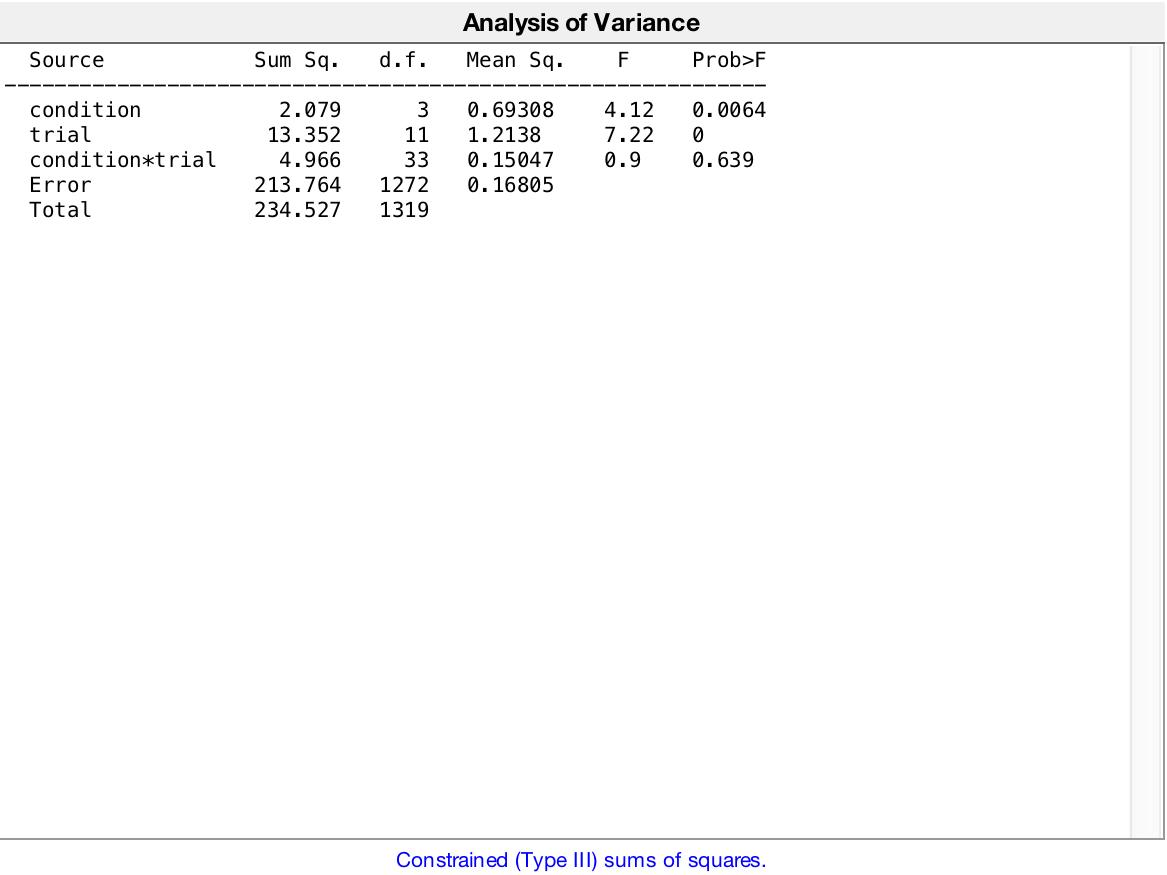 Analysis of Variance
Source Sum Sq. d.f. Mean Sq. F Prob>F
condition 2.079 3 0.69308 4.12 0.0064
trial 13.352 11 1.2138 7.22 0
condition*trial 4.966 33 0.15047 0.9 0.639
Error 213.764 1272 0.16805
Total 234.527 1319
Constrained (Type III) sums of squares.